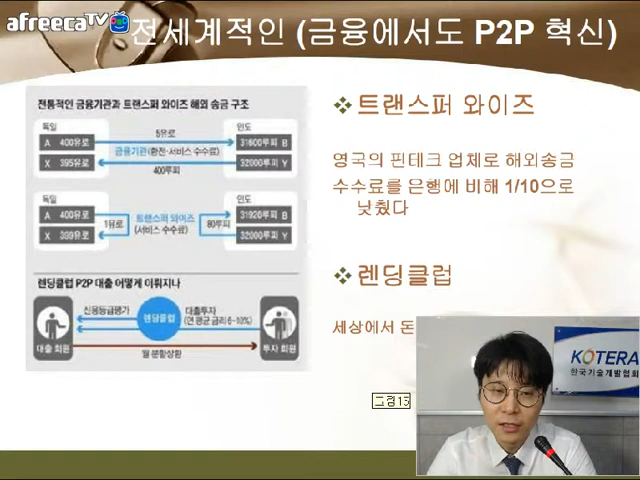 afreecaTV
전세계적인 (금융에서도 P2P 혁신)
전통적인 금융기관과 트랜스퍼 와이즈 해외 송금 구조
독일 인도
5유로
A 400유로 31600루피 B
금융기관(환전·서비스 수수료)
X 395유로 32000루피 Y
400루피
독일 인도
A 400유로 트랜스퍼 와이즈 31920루피 B
1유로 (서비스 수수료) 80루피
X 399유로 32000루피 Y
렌딩클럽 P2P 대출 어떻게 이뤄지나
신용등급평가 대출투자
렌딩클럽 (연 평균 금리 6~10%)
대출 회원 투자 회원
월 분할상환
트랜스퍼 와이즈
영국의 핀테크 업체로 해외송금
수수료를 은행에 비해 1/10으로
낮췄다
렌딩클럽
세상에서 돈
그림15
KOTERA
한국기술개발협회